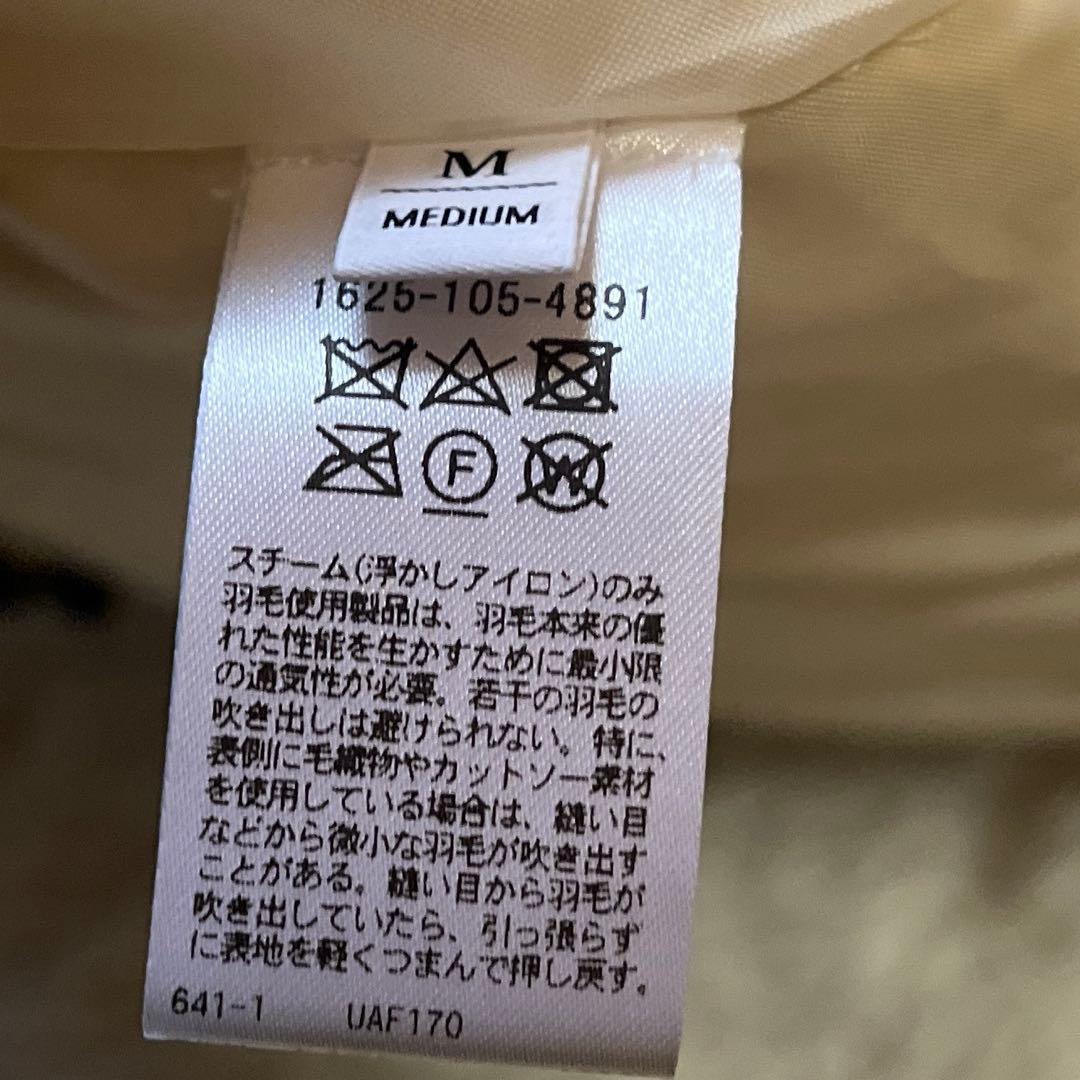 M
MEDIUM
1625-105-4891
F
W
スチーム(浮かしアイロン)のみ
羽毛使用製品は、羽毛本来の優
れた性能を生かすために最小限
の通気性が必要。若干の羽毛の
吹き出しは避けられない。特に、
表側に毛織物やカットソー素材
を使用している場合は、縫い目
などから微小な羽毛が吹き出す
ことがある。縫い目から羽毛が
吹き出していたら、引っ張らず
に表地を軽くつまんで押し戻す。
641-1 UAF170